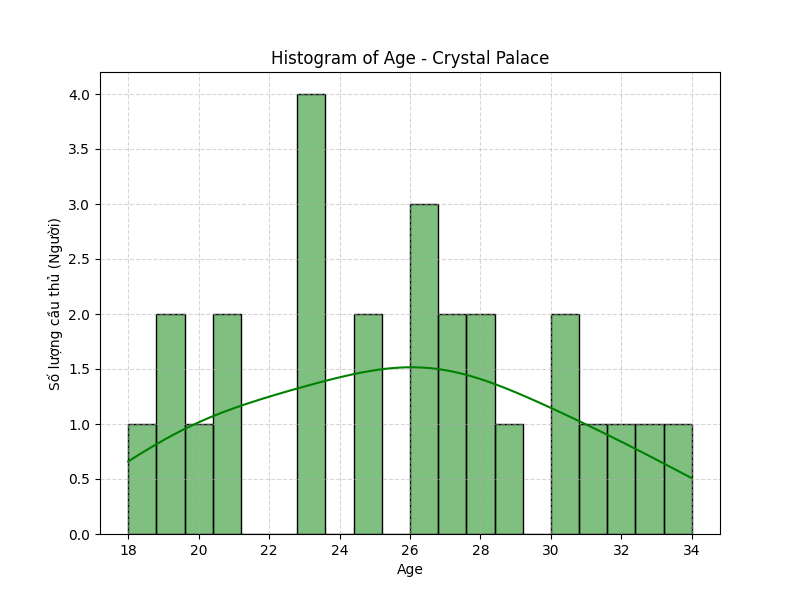 Histogram of Age - Crystal Palace
Số lượng cầu thủ (Người)
4.0
3.5
3.0
2.5
2.0
1.5
1.0
0.5
0.0
18 20 22 24 26 28 30 32 34
Age